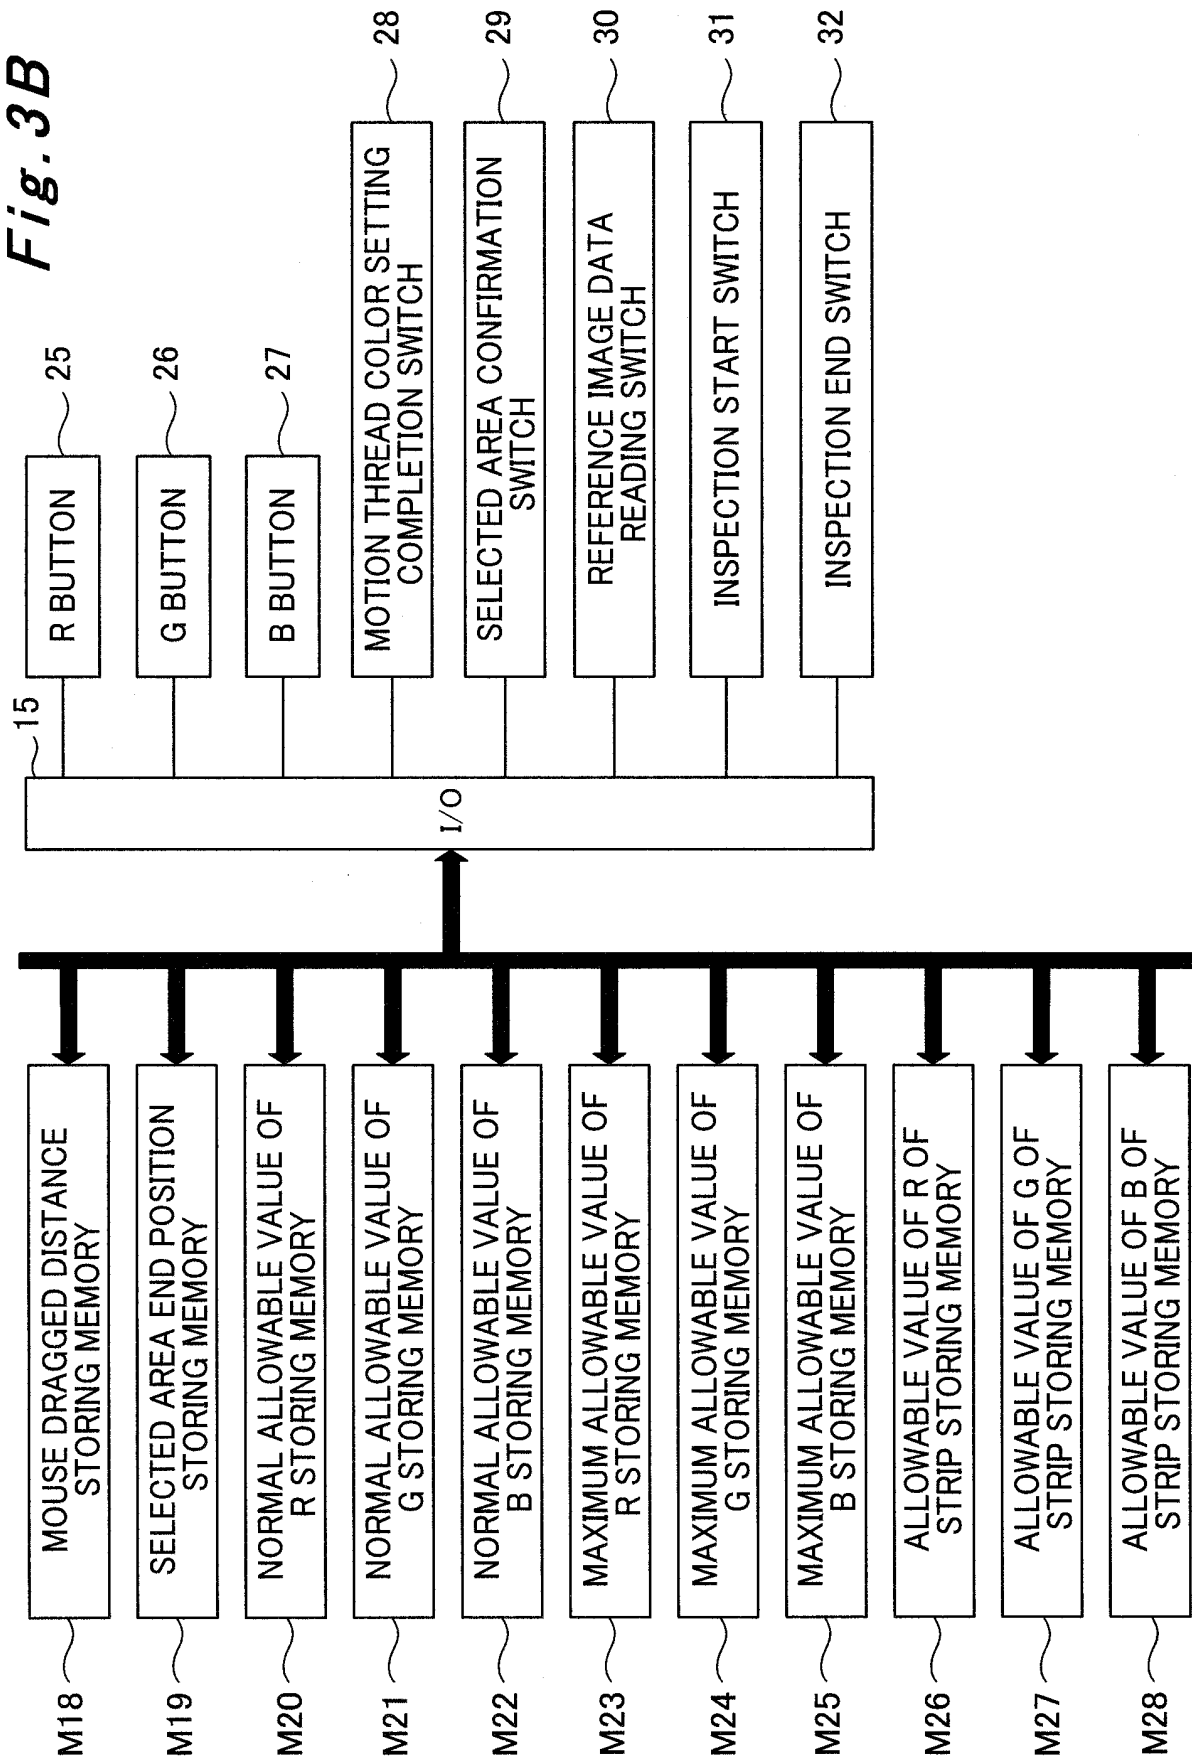 Fig. 3B
M18
MOUSE DRAGGED DISTANCE
STORING MEMORY
M19
SELECTED AREA END POSITION
STORING MEMORY
M20
NORMAL ALLOWABLE VALUE OF
R STORING MEMORY
M21
NORMAL ALLOWABLE VALUE OF
G STORING MEMORY
M22
NORMAL ALLOWABLE VALUE OF
B STORING MEMORY
M23
MAXIMUM ALLOWABLE VALUE OF
R STORING MEMORY
M24
MAXIMUM ALLOWABLE VALUE OF
G STORING MEMORY
M25
MAXIMUM ALLOWABLE VALUE OF
B STORING MEMORY
M26
ALLOWABLE VALUE OF R OF
STRIP STORING MEMORY
M27
ALLOWABLE VALUE OF G OF
STRIP STORING MEMORY
M28
ALLOWABLE VALUE OF B OF
STRIP STORING MEMORY
15
I/O
R BUTTON
25
G BUTTON
26
B BUTTON
27
MOTION THREAD COLOR SETTING
COMPLETION SWITCH
28
SELECTED AREA CONFIRMATION
SWITCH
29
REFERENCE IMAGE DATA
READING SWITCH
30
INSPECTION START SWITCH
31
INSPECTION END SWITCH
32